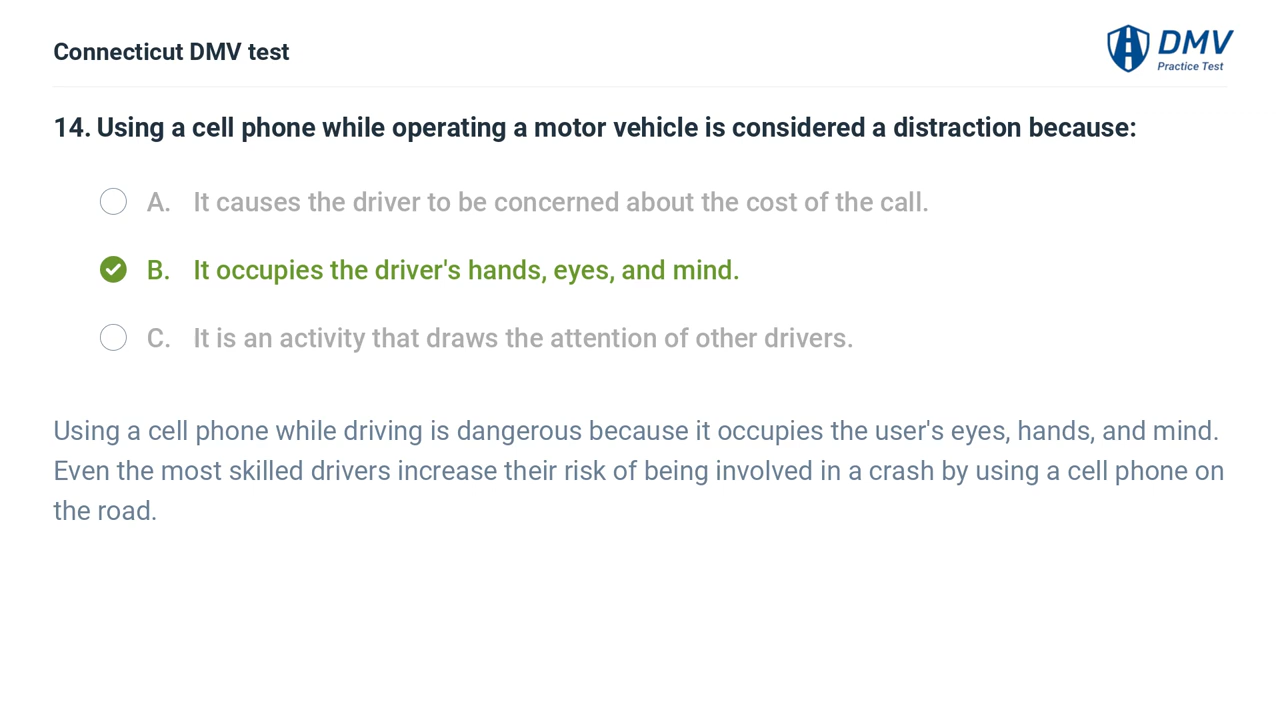 Connecticut DMV test
DMV
Practice Test
14. Using a cell phone while operating a motor vehicle is considered a distraction because:
A. It causes the driver to be concerned about the cost of the call.
B. It occupies the driver's hands, eyes, and mind.
C. It is an activity that draws the attention of other drivers.
Using a cell phone while driving is dangerous because it occupies the user's eyes, hands, and mind.
Even the most skilled drivers increase their risk of being involved in a crash by using a cell phone on
the road.